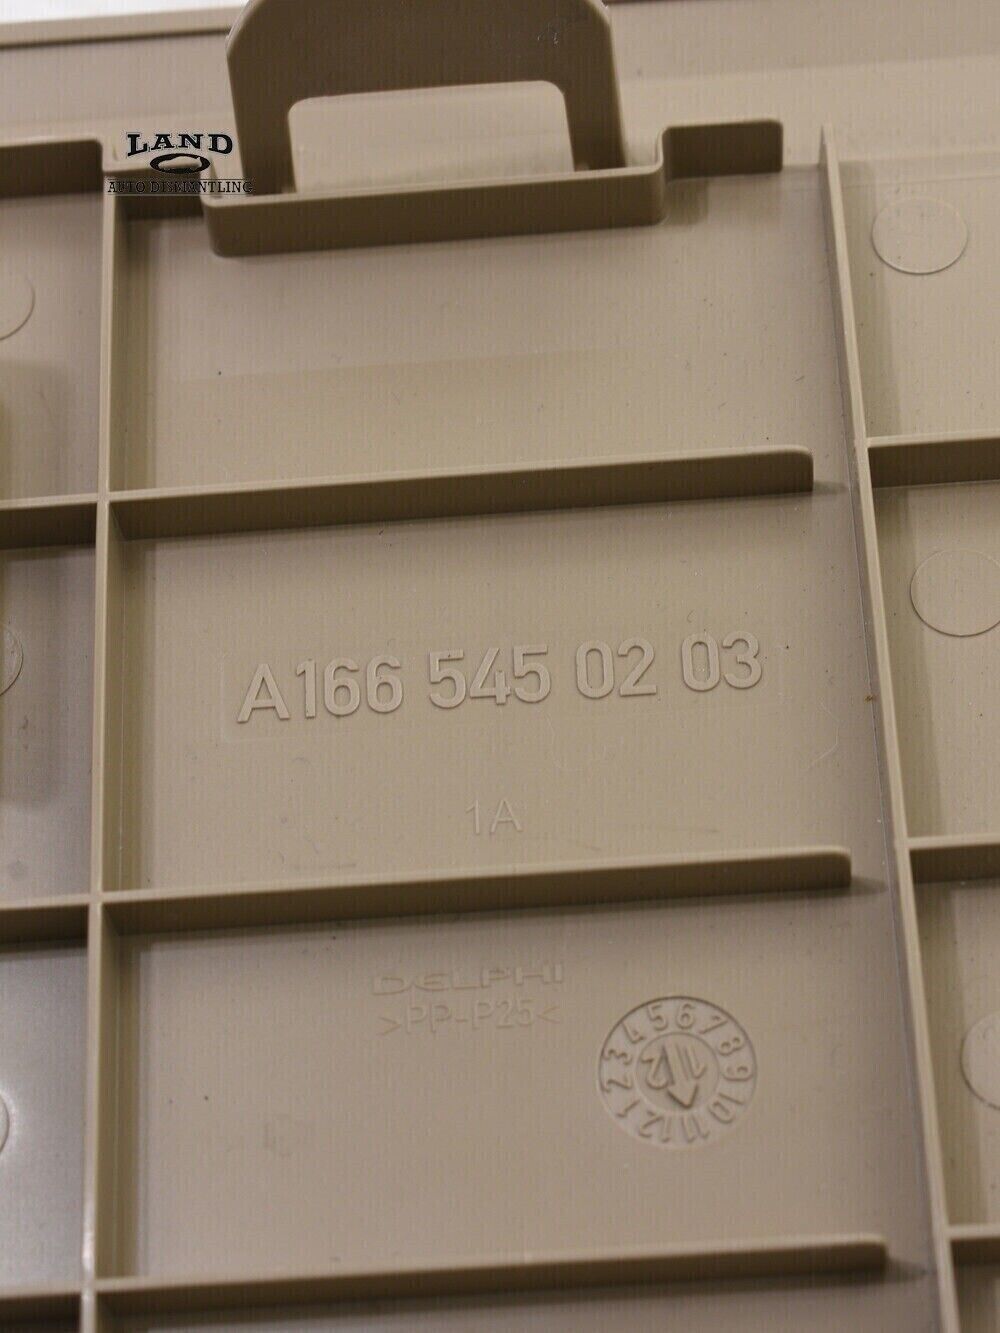 LAND
AUTO DISMANTLING
A166 545 02 03
1A
DELPHI
>PP-P25<
1 2 3 4 5 6 7 8 9 10 11 12
12